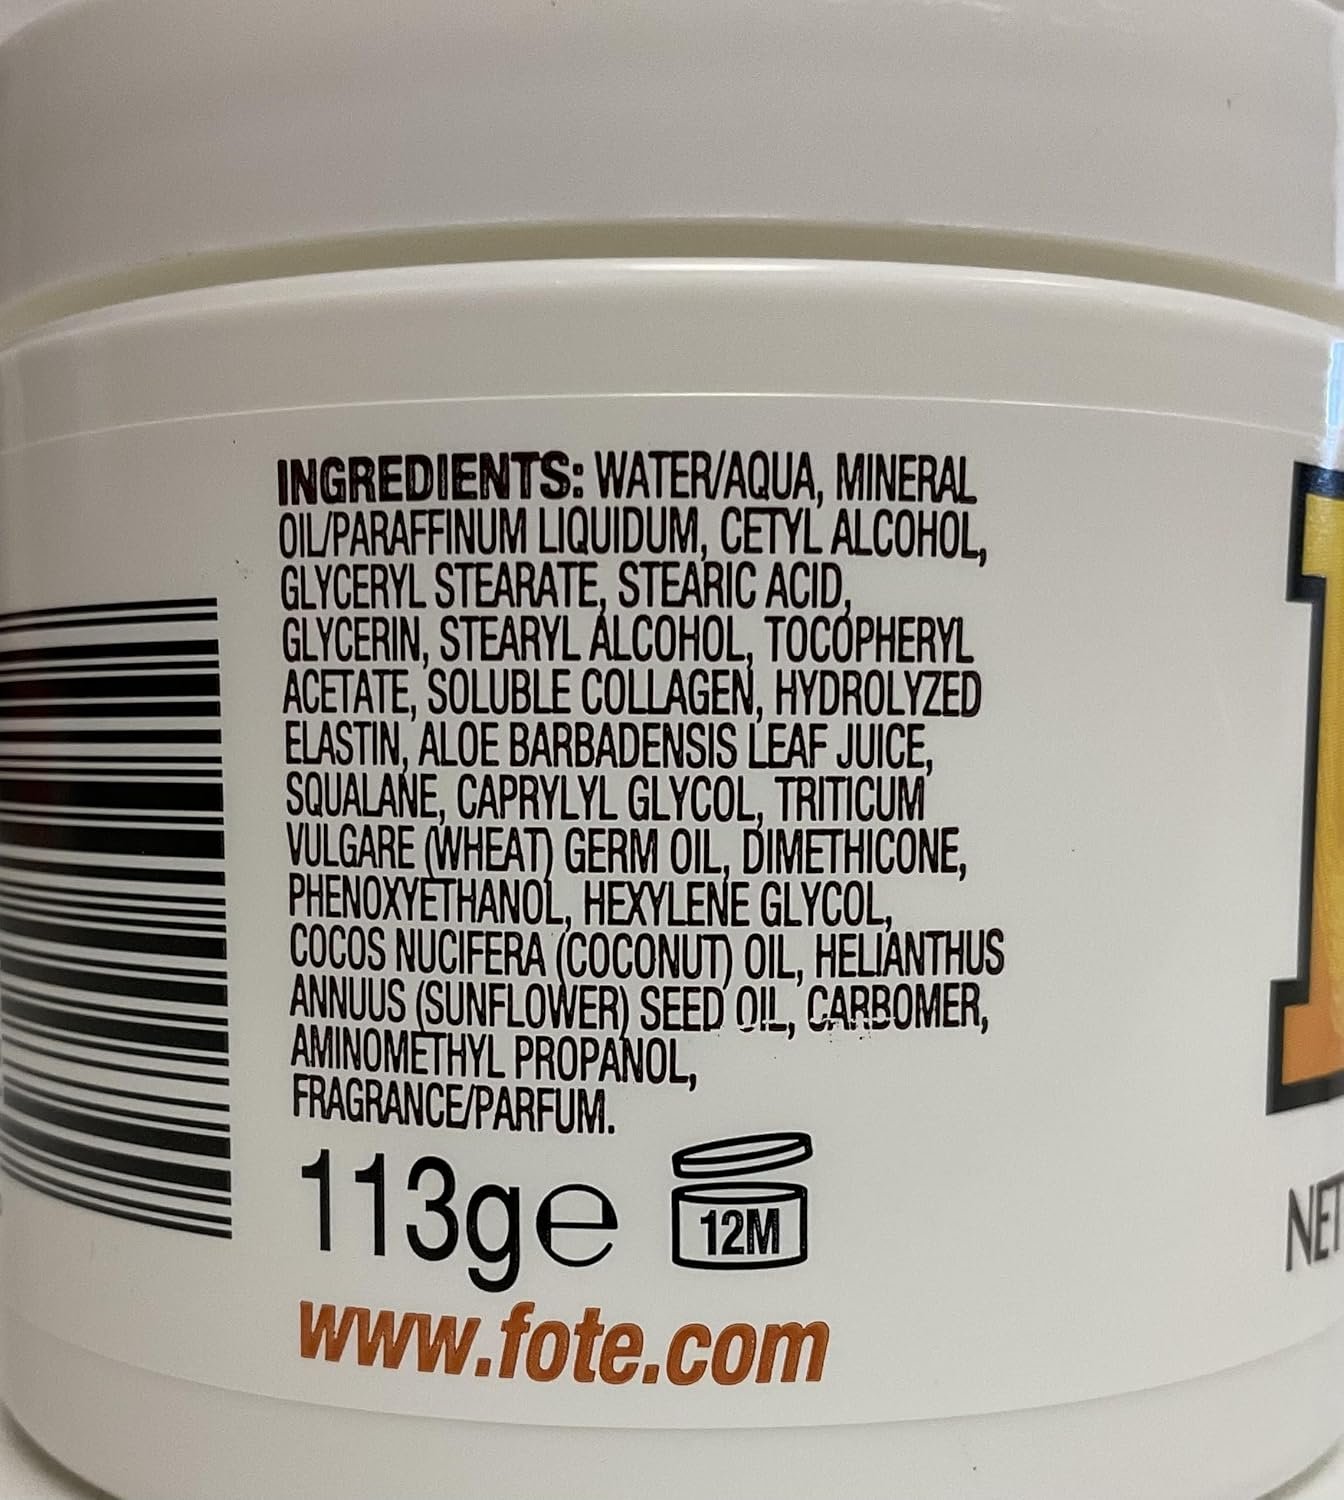 INGREDIENTS: WATER/AQUA, MINERAL
OIL/PARAFFINUM LIQUIDUM, CETYL ALCOHOL,
GLYCERYL STEARATE, STEARIC ACID,
GLYCERIN, STEARYL ALCOHOL, TOCOPHERYL
ACETATE, SOLUBLE COLLAGEN, HYDROLYZED
ELASTIN, ALOE BARBADENSIS LEAF JUICE,
SQUALANE, CAPRYLYL GLYCOL, TRITICUM
VULGARE (WHEAT) GERM OIL, DIMETHICONE,
PHENOXYETHANOL, HEXYLENE GLYCOL,
COCOS NUCIFERA (COCONUT) OIL, HELIANTHUS
ANNUUS (SUNFLOWER) SEED OIL, CARBOMER,
AMINOMETHYL PROPANOL,
FRAGRANCE/PARFUM.
113ge 12M
www.fote.com
NET